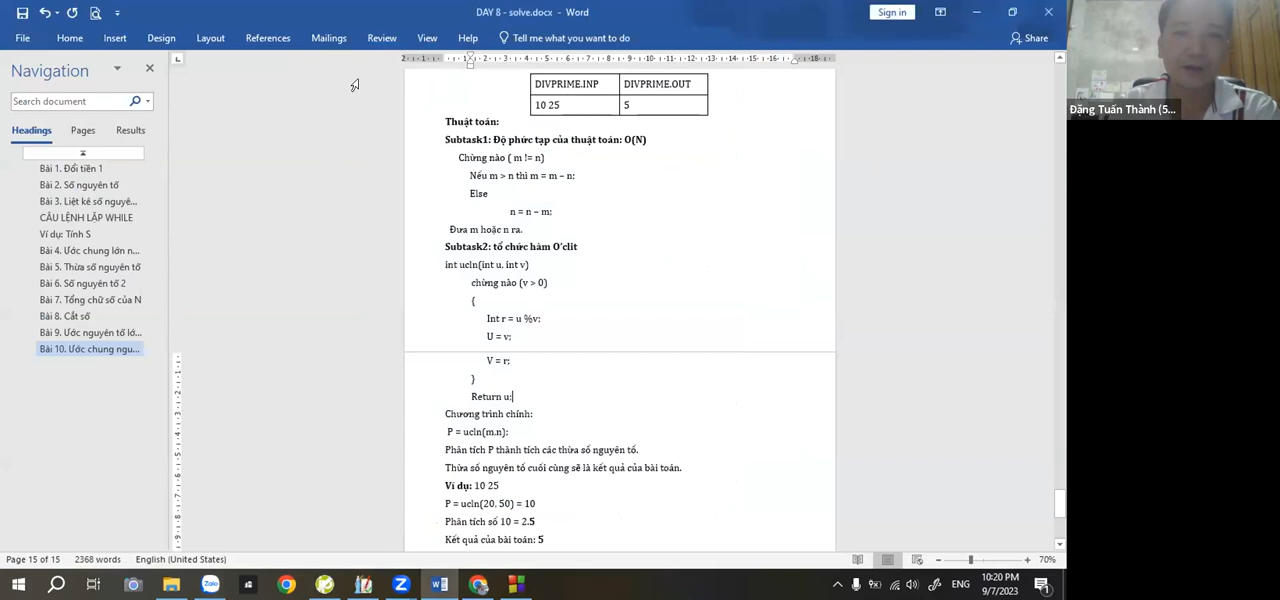 DAY 8 - solve.docx - Word
Sign in
File Home Insert Design Layout References Mailings Review View Help Tell me what you want to do Share
Navigation
Search document
Headings Pages Results
Bài 1. Đổi tiền 1
Bài 2. Số nguyên tố
Bài 3. Liệt kê số nguyê...
CÂU LỆNH LẶP WHILE
Ví dụ: Tính S
Bài 4. Ước chung lớn n...
Bài 5. Thừa số nguyên tố
Bài 6. Số nguyên tố 2
Bài 7. Tổng chữ số của N
Bài 8. Cắt số
Bài 9. Ước nguyên tố lớ...
Bài 10. Ước chung ngu...
DIVPRIME.INP DIVPRIME.OUT
10 25 5
Thuật toán:
Subtask1: Độ phức tạp của thuật toán: O(N)
Chừng nào ( m != n)
Nếu m > n thì m = m – n;
Else
n = n – m;
Đưa m hoặc n ra.
Subtask2: tổ chức hàm O'clit
int ucln(int u, int v)
chừng nào (v > 0)
{
Int r = u %v;
U = v;
V = r;
}
Return u;
Chương trình chính:
P = ucln(m,n);
Phân tích P thành tích các thừa số nguyên tố.
Thừa số nguyên tố cuối cùng sẽ là kết quả của bài toán.
Ví dụ: 10 25
P = ucln(20, 50) = 10
Phân tích số 10 = 2.5
Kết quả của bài toán: 5
Đặng Tuấn Thành (5...
Page 15 of 15 2368 words English (United States) 70%
ENG
10:20 PM
9/7/2023